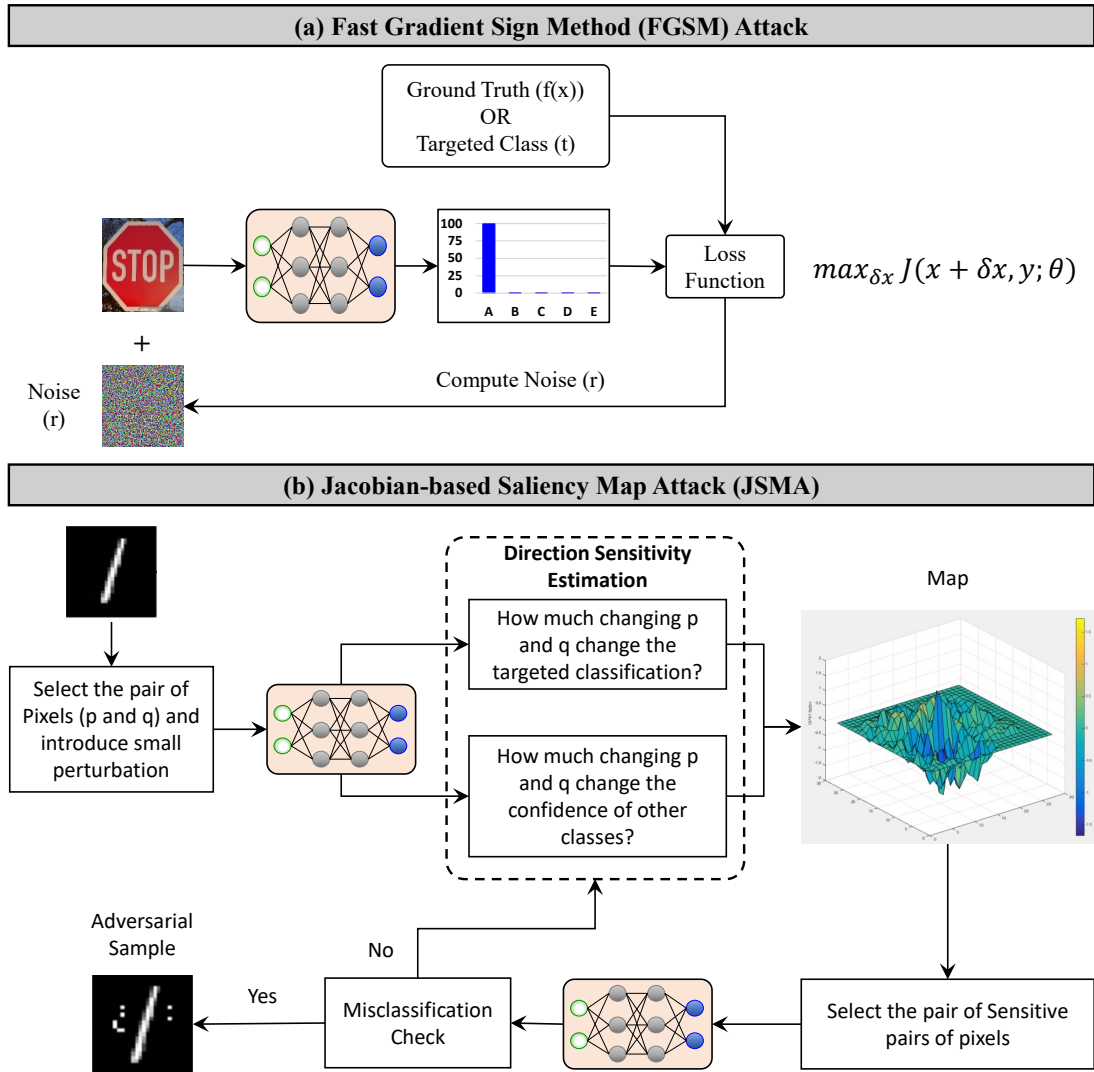 (a) Fast Gradient Sign Method (FGSM) Attack
Ground Truth (f(x))
OR
Targeted Class (t)
STOP
100
75
50
25
0
A B C D E
Loss
Function
max_{δx} J(x + δx, y; θ)
+
Noise
(r)
Compute Noise (r)
(b) Jacobian-based Saliency Map Attack (JSMA)
Select the pair of
Pixels (p and q) and
introduce small
perturbation
Direction Sensitivity
Estimation
How much changing p
and q change the
targeted classification?
How much changing p
and q change the
confidence of other
classes?
Map
Adversarial
Sample
Yes
No
Misclassification
Check
Select the pair of Sensitive
pairs of pixels